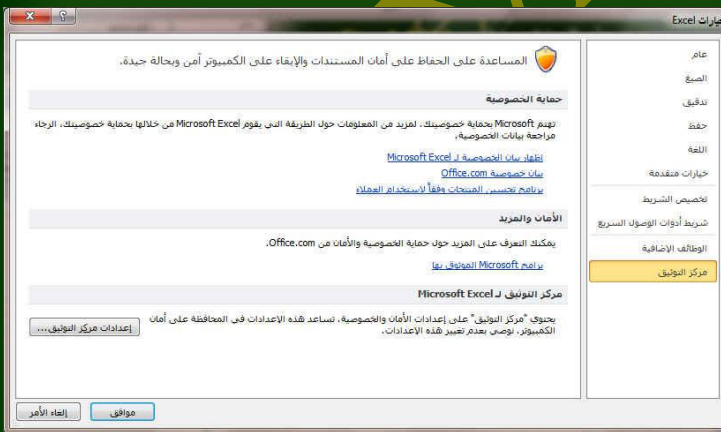 خيارات Excel
عام
الصيغ
تدقيق
حفظ
اللغة
خيارات متقدمة
تخصيص الشريط
شريط أدوات الوصول السريع
الوظائف الإضافية
مركز التوثيق
المساعدة على الحفاظ على أمان المستندات والإبقاء على الكمبيوتر آمن وبحالة جيدة.
حماية الخصوصية
تهتم Microsoft بحماية خصوصيتك. لمزيد من المعلومات حول الطريقة التي يقوم Microsoft Excel من خلالها بحماية خصوصيتك، الرجاء
مراجعة بيانات الخصوصية.
إظهار بيان الخصوصية لـ Microsoft Excel
بيان خصوصية Office.com
برنامج تحسين المنتجات وفقاً لاستخدام العملاء
الأمان والمزيد
يمكنك التعرف على المزيد حول حماية الخصوصية والأمان من Office.com.
برامج Microsoft الموثوق بها
مركز التوثيق لـ Microsoft Excel
يحتوي "مركز التوثيق" على إعدادات الأمان والخصوصية. تساعد هذه الإعدادات في المحافظة على أمان
الكمبيوتر. نوصي بعدم تغيير هذه الإعدادات.
إعدادات مركز التوثيق...
موافق
إلغاء الأمر